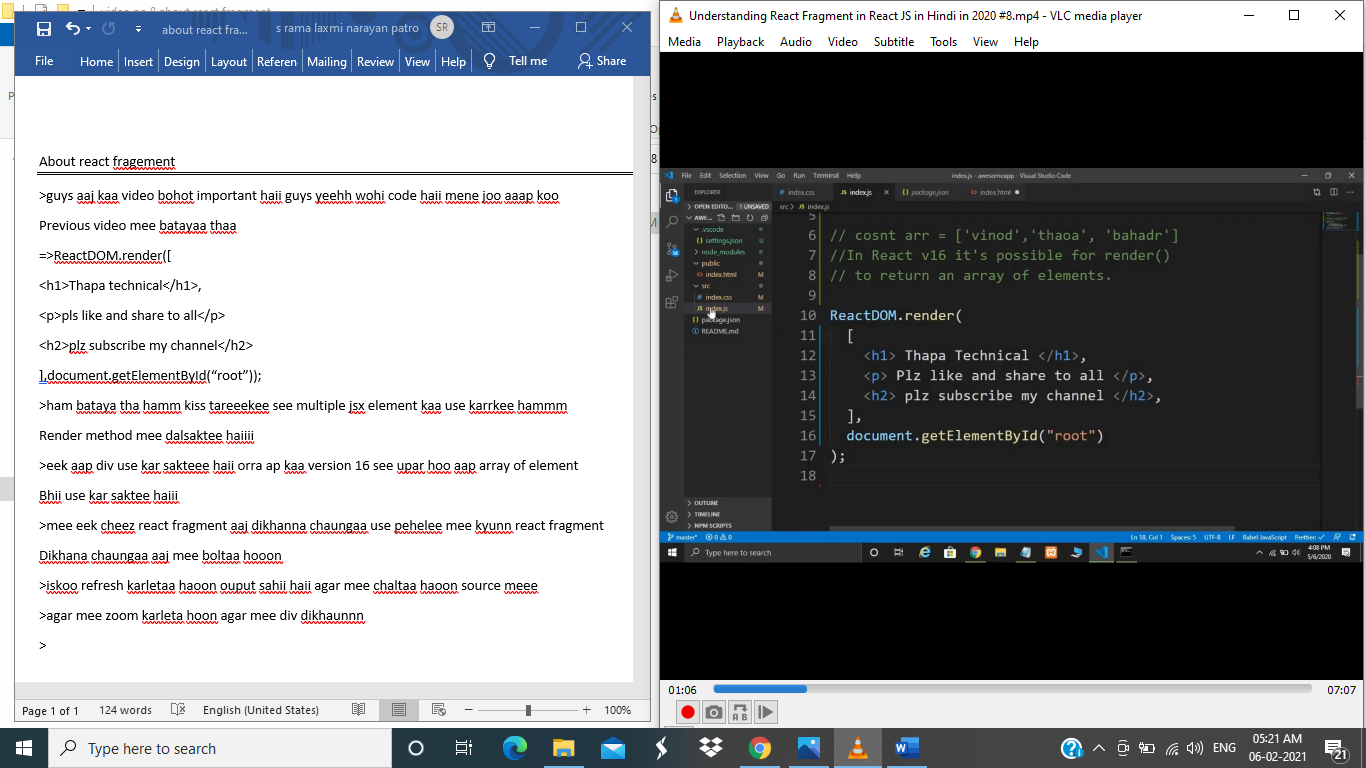 video no 8 about react fragment
about react fra...
s rama laxmi narayan patro
SR
File Home Insert Design Layout Referen Mailing Review View Help Tell me Share
About react fragement
>guys aaj kaa video bohot important haii guys yeehh wohi code haii mene joo aaap koo
Previous video mee batayaa thaa
=>ReactDOM.render([
<h1>Thapa technical</h1>,
<p>pls like and share to all</p>
<h2>plz subscribe my channel</h2>
],document.getElementById(“root”));
>ham bataya tha hamm kiss tareeekee see multiple jsx element kaa use karrkee hammm
Render method mee dalsaktee haiiii
>eek aap div use kar sakteee haii orra ap kaa version 16 see upar hoo aap array of element
Bhii use kar saktee haiii
>mee eek cheez react fragment aaj dikhanna chaungaa use pehelee mee kyunn react fragment
Dikhana chaungaa aaj mee boltaa hooon
>iskoo refresh karletaa haoon ouput sahii haii agar mee chaltaa haoon source meee
>agar mee zoom karleta hoon agar mee div dikhaunnn
>
Page 1 of 1 124 words English (United States) 100%
Understanding React Fragment in React JS in Hindi in 2020 #8.mp4 - VLC media player
Media Playback Audio Video Subtitle Tools View Help
File Edit Selection View Go Run Terminal Help index.js - awesomeapp - Visual Studio Code
EXPLORER
index.css index.js package.json index.html
OPEN EDITO... 1 UNSAVED
src > JS index.js
AWE...
.vscode
settings.json U
node_modules
public
index.html M
src
index.css M
index.js M
package.json
README.md
OUTLINE
TIMELINE
NPM SCRIPTS
5
6 // cosnt arr = ['vinod','thaoa', 'bahadr']
7 //In React v16 it's possible for render()
8 // to return an array of elements.
9
10 ReactDOM.render(
11 [
12 <h1> Thapa Technical </h1>,
13 <p> Plz like and share to all </p>,
14 <h2> plz subscribe my channel </h2>,
15 ],
16 document.getElementById("root")
17 );
18
master* 0 0 Ln 18, Col 1 Spaces: 5 UTF-8 LF Babel JavaScript Prettier: ✓
Type here to search
4:08 PM
5/6/2020
01:06 07:07
Type here to search
ENG
05:21 AM
06-02-2021
21